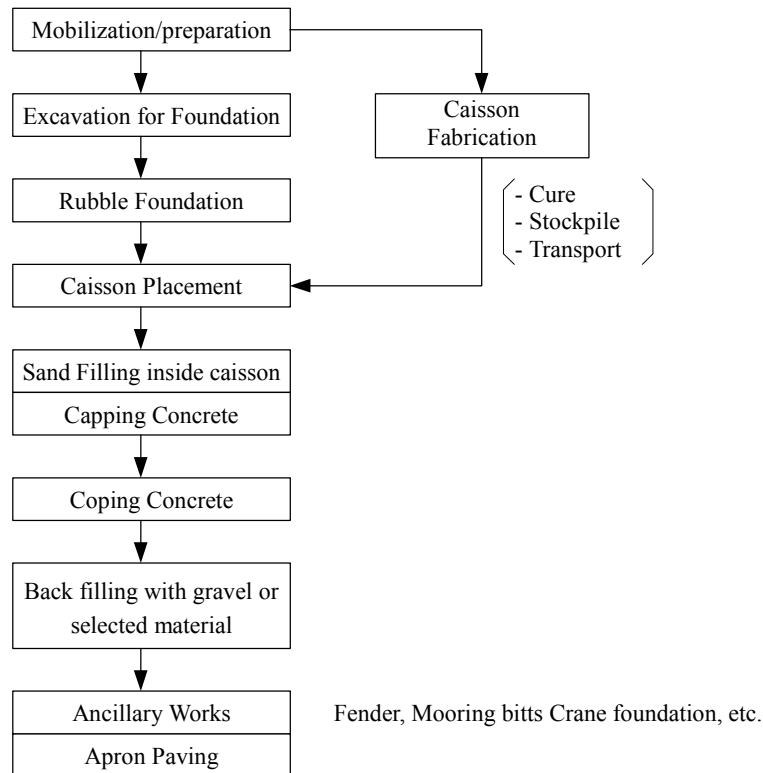 Mobilization/preparation
Excavation for Foundation
Caisson
Fabrication
Rubble Foundation
- Cure
- Stockpile
- Transport
Caisson Placement
Sand Filling inside caisson
Capping Concrete
Coping Concrete
Back filling with gravel or
selected material
Ancillary Works
Fender, Mooring bitts Crane foundation, etc.
Apron Paving